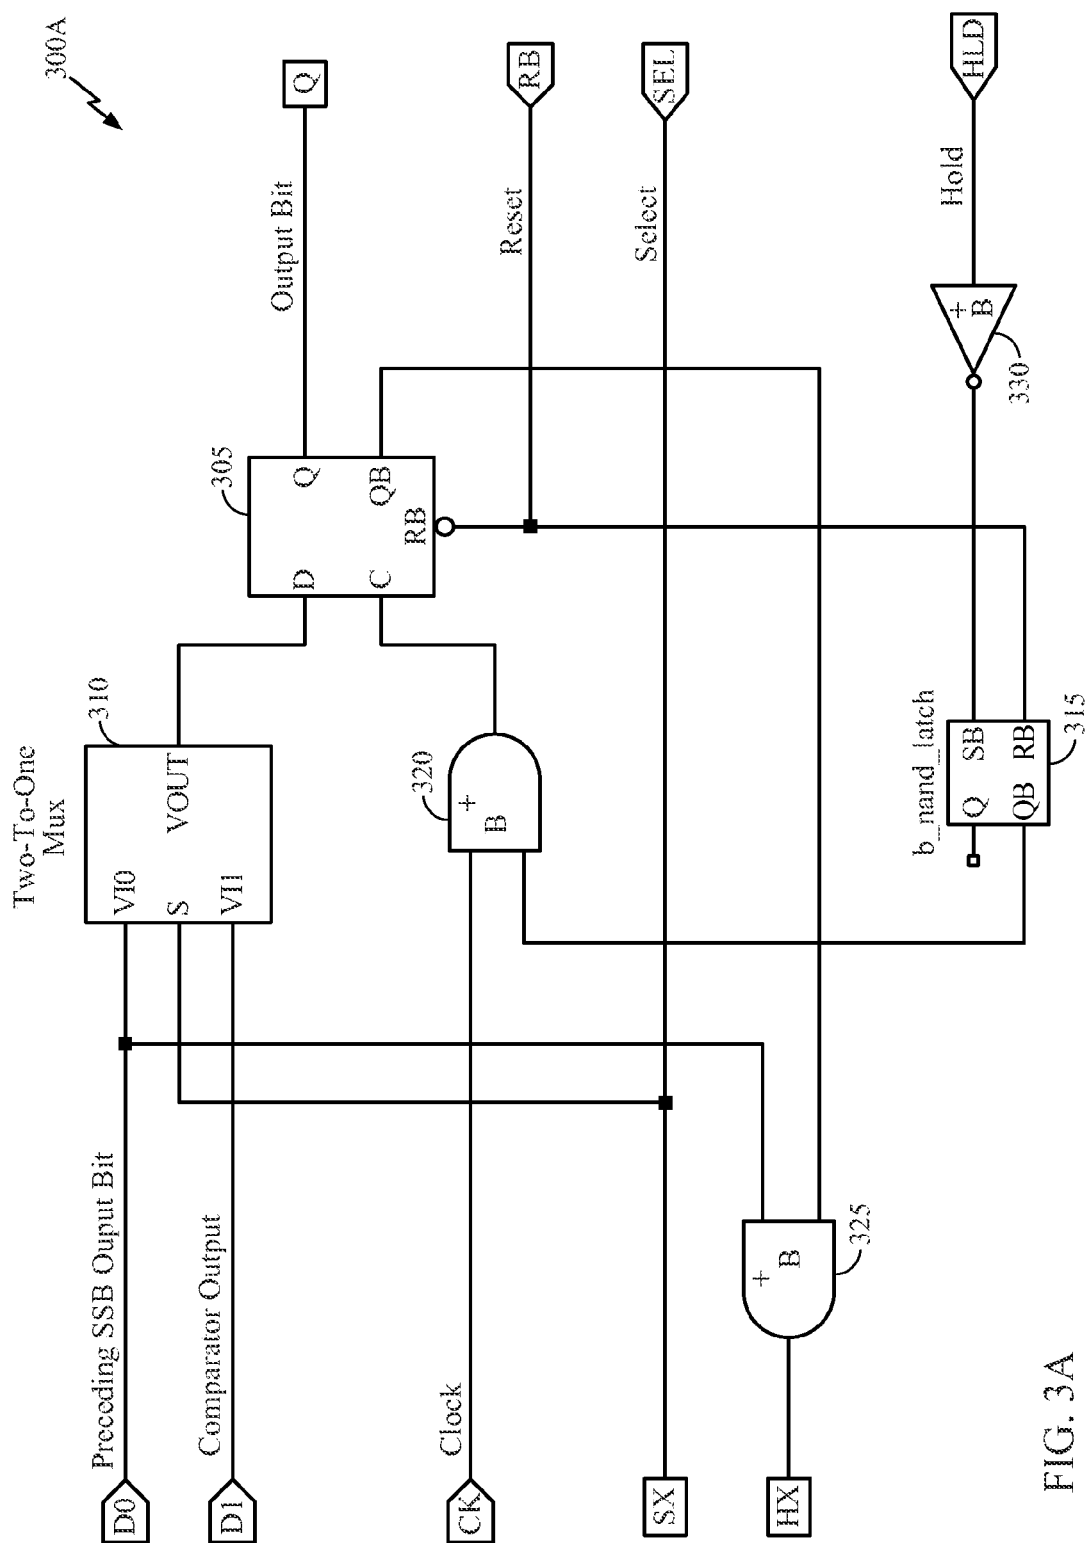 300A
Two-To-One
Mux
310
VI0
S
VI1
VOUT
D0
Preceding SSB Ouput Bit
D1
Comparator Output
305
D
C
Q
QB
RB
Output Bit
Q
Reset
RB
Select
SEL
CK
Clock
320
+
B
SX
HX
+
B
325
b_nand_latch
Q
SB
QB
RB
315
+
B
330
Hold
HLD
FIG. 3A